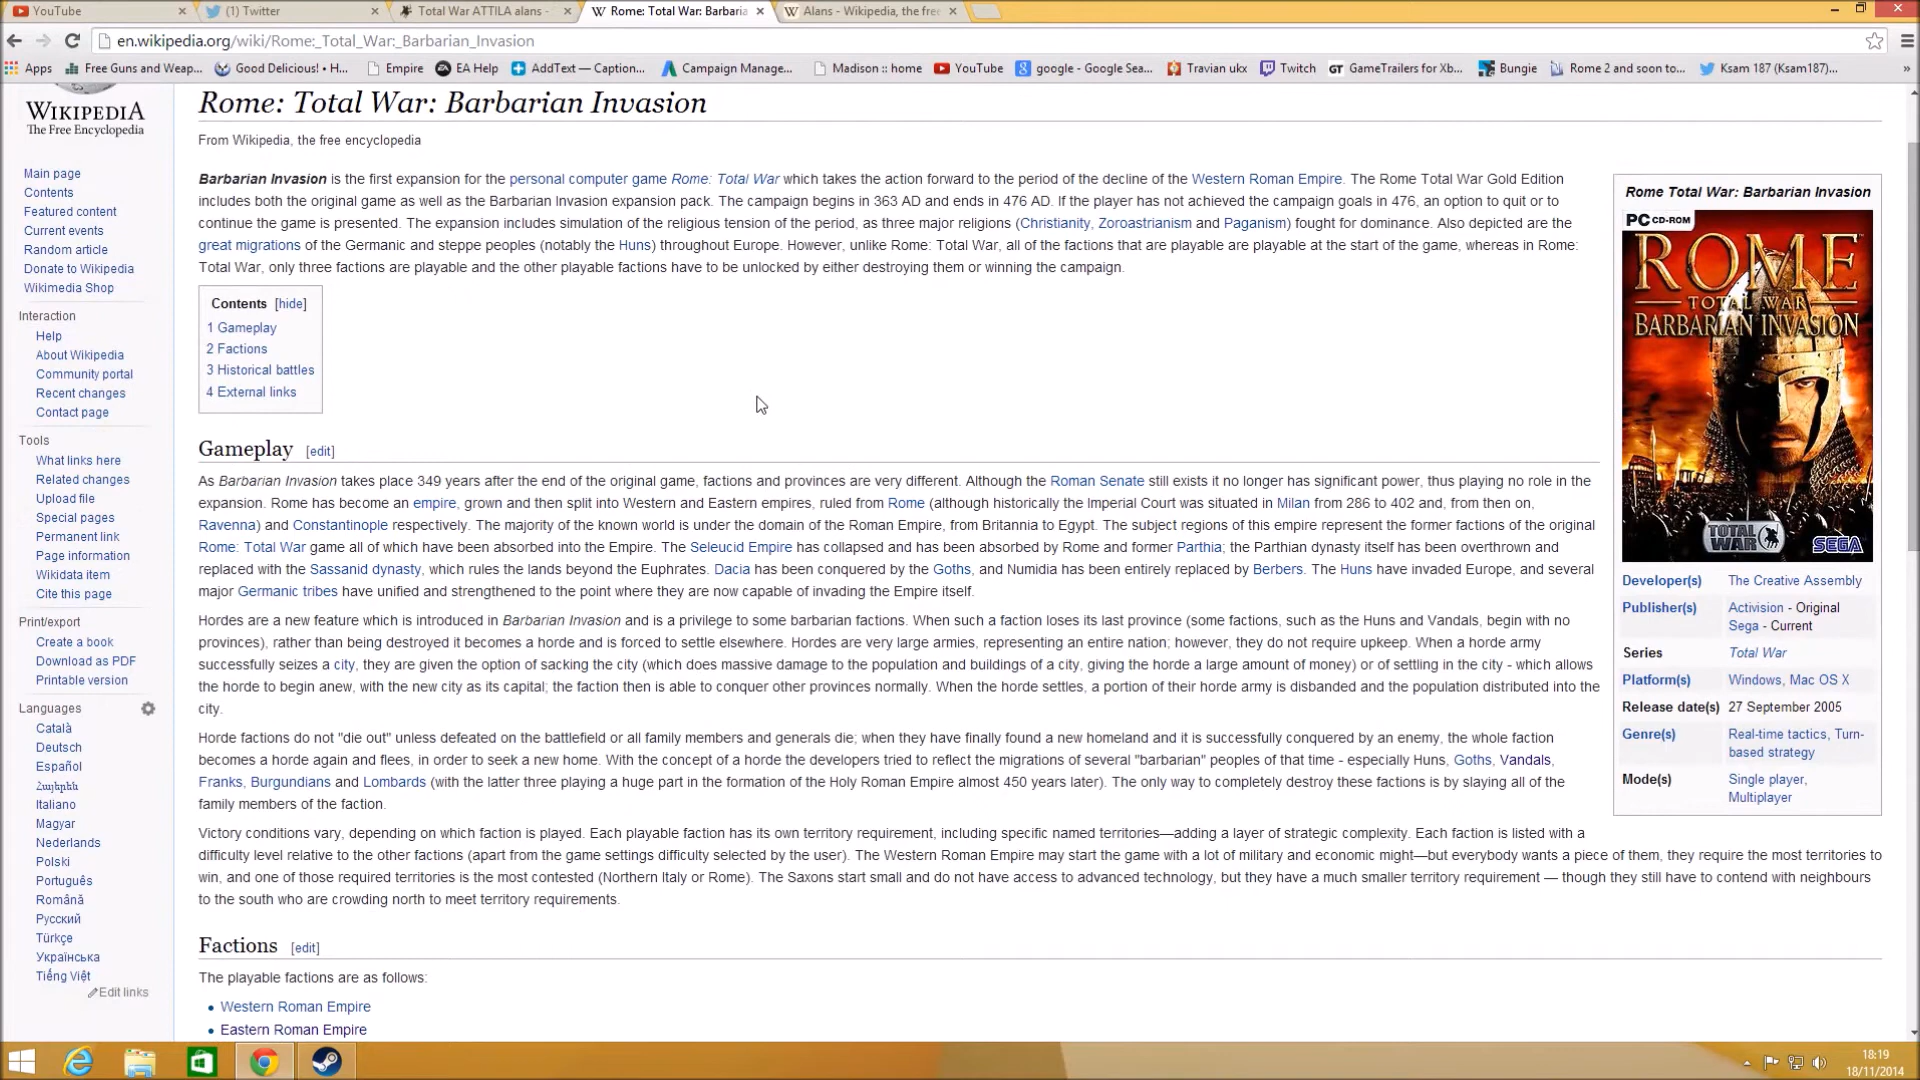 YouTube
(1) Twitter
Total War ATTILA alans -
Rome: Total War: Barbaria
Alans - Wikipedia, the free
en.wikipedia.org/wiki/Rome:_Total_War:_Barbarian_Invasion
Apps
Free Guns and Weap...
Good Delicious! • H...
Empire
EA Help
AddText — Caption...
Campaign Manage...
Madison :: home
YouTube
google - Google Sea...
Travian ukx
Twitch
GT GameTrailers for Xb...
Bungie
Rome 2 and soon to...
Ksam 187 (Ksam187)...
»
WIKIPEDIA
The Free Encyclopedia
Main page
Contents
Featured content
Current events
Random article
Donate to Wikipedia
Wikimedia Shop
Interaction
Help
About Wikipedia
Community portal
Recent changes
Contact page
Tools
What links here
Related changes
Upload file
Special pages
Permanent link
Page information
Wikidata item
Cite this page
Print/export
Create a book
Download as PDF
Printable version
Languages
Català
Deutsch
Español
Հայերեն
Italiano
Magyar
Nederlands
Polski
Português
Română
Русский
Türkçe
Українська
Tiếng Việt
Edit links
Rome: Total War: Barbarian Invasion
From Wikipedia, the free encyclopedia
Barbarian Invasion is the first expansion for the personal computer game Rome: Total War which takes the action forward to the period of the decline of the Western Roman Empire. The Rome Total War Gold Edition
includes both the original game as well as the Barbarian Invasion expansion pack. The campaign begins in 363 AD and ends in 476 AD. If the player has not achieved the campaign goals in 476, an option to quit or to
continue the game is presented. The expansion includes simulation of the religious tension of the period, as three major religions (Christianity, Zoroastrianism and Paganism) fought for dominance. Also depicted are the
great migrations of the Germanic and steppe peoples (notably the Huns) throughout Europe. However, unlike Rome: Total War, all of the factions that are playable are playable at the start of the game, whereas in Rome:
Total War, only three factions are playable and the other playable factions have to be unlocked by either destroying them or winning the campaign.
Contents [hide]
1 Gameplay
2 Factions
3 Historical battles
4 External links
Gameplay [edit]
As Barbarian Invasion takes place 349 years after the end of the original game, factions and provinces are very different. Although the Roman Senate still exists it no longer has significant power, thus playing no role in the
expansion. Rome has become an empire, grown and then split into Western and Eastern empires, ruled from Rome (although historically the Imperial Court was situated in Milan from 286 to 402 and, from then on,
Ravenna) and Constantinople respectively. The majority of the known world is under the domain of the Roman Empire, from Britannia to Egypt. The subject regions of this empire represent the former factions of the original
Rome: Total War game all of which have been absorbed into the Empire. The Seleucid Empire has collapsed and has been absorbed by Rome and former Parthia; the Parthian dynasty itself has been overthrown and
replaced with the Sassanid dynasty, which rules the lands beyond the Euphrates. Dacia has been conquered by the Goths, and Numidia has been entirely replaced by Berbers. The Huns have invaded Europe, and several
major Germanic tribes have unified and strengthened to the point where they are now capable of invading the Empire itself.
Hordes are a new feature which is introduced in Barbarian Invasion and is a privilege to some barbarian factions. When such a faction loses its last province (some factions, such as the Huns and Vandals, begin with no
provinces), rather than being destroyed it becomes a horde and is forced to settle elsewhere. Hordes are very large armies, representing an entire nation; however, they do not require upkeep. When a horde army
successfully seizes a city, they are given the option of sacking the city (which does massive damage to the population and buildings of a city, giving the horde a large amount of money) or of settling in the city - which allows
the horde to begin anew, with the new city as its capital; the faction then is able to conquer other provinces normally. When the horde settles, a portion of their horde army is disbanded and the population distributed into the
city.
Horde factions do not "die out" unless defeated on the battlefield or all family members and generals die; when they have finally found a new homeland and it is successfully conquered by an enemy, the whole faction
becomes a horde again and flees, in order to seek a new home. With the concept of a horde the developers tried to reflect the migrations of several "barbarian" peoples of that time - especially Huns, Goths, Vandals,
Franks, Burgundians and Lombards (with the latter three playing a huge part in the formation of the Holy Roman Empire almost 450 years later). The only way to completely destroy these factions is by slaying all of the
family members of the faction.
Victory conditions vary, depending on which faction is played. Each playable faction has its own territory requirement, including specific named territories—adding a layer of strategic complexity. Each faction is listed with a
difficulty level relative to the other factions (apart from the game settings difficulty selected by the user). The Western Roman Empire may start the game with a lot of military and economic might—but everybody wants a piece of them, they require the most territories to
win, and one of those required territories is the most contested (Northern Italy or Rome). The Saxons start small and do not have access to advanced technology, but they have a much smaller territory requirement — though they still have to contend with neighbours
to the south who are crowding north to meet territory requirements.
Factions [edit]
The playable factions are as follows:
• Western Roman Empire
• Eastern Roman Empire
Rome Total War: Barbarian Invasion
PC CD-ROM
ROME
TOTAL WAR
BARBARIAN INVASION
TOTAL WAR
SEGA
Developer(s) The Creative Assembly
Publisher(s) Activision - Original
Sega - Current
Series Total War
Platform(s) Windows, Mac OS X
Release date(s) 27 September 2005
Genre(s) Real-time tactics, Turn-
based strategy
Mode(s) Single player,
Multiplayer
18:19
18/11/2014